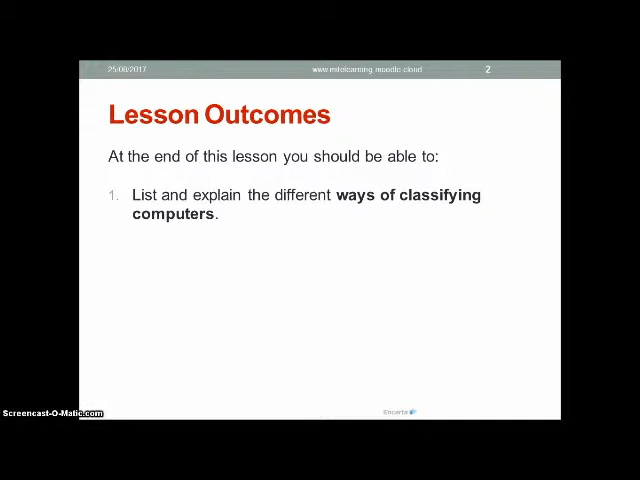 25/08/2017 www.mitelearning.moodle.cloud 2
Lesson Outcomes
At the end of this lesson you should be able to:
1. List and explain the different ways of classifying
computers.
Encarta
Screencast-O-Matic.com